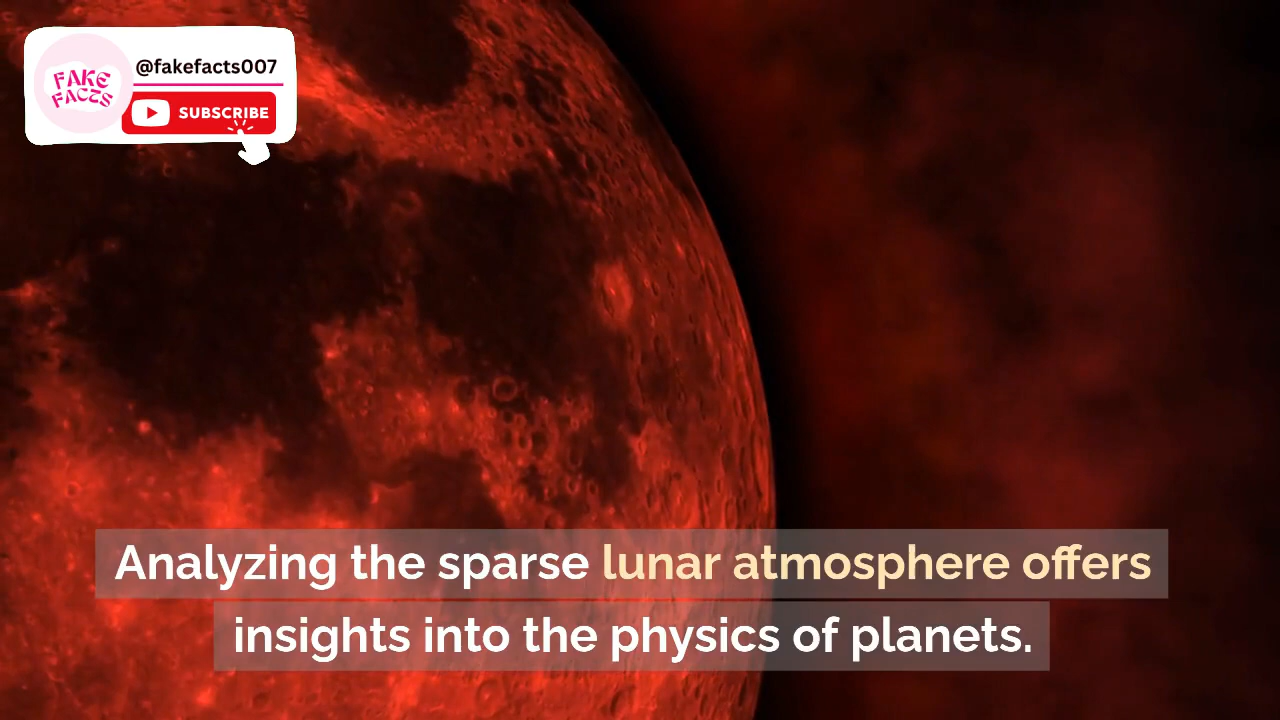 FAKE
FACTS
@fakefacts007
SUBSCRIBE
Analyzing the sparse lunar atmosphere offers
insights into the physics of planets.